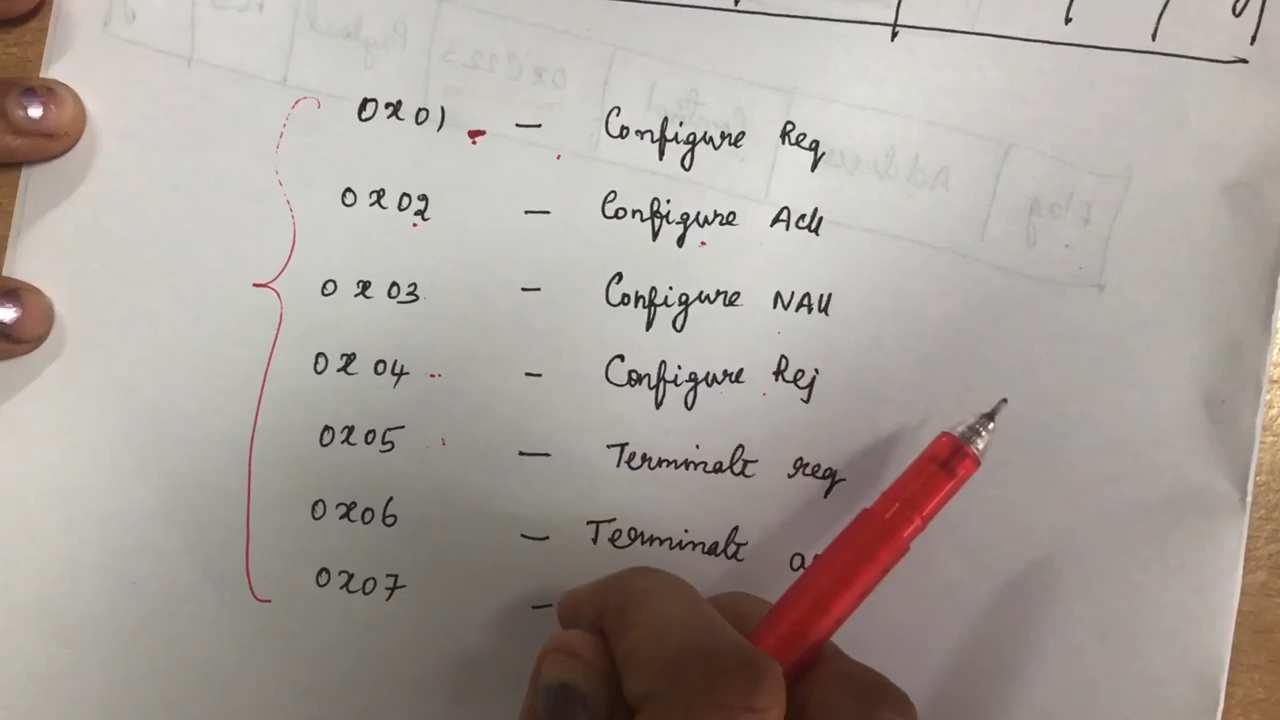 0x01 - Configure Req
0x02 - Configure Ack
0x03 - Configure NAK
0x04 - Configure Rej
0x05 - Terminate req
0x06 - Terminate
0x07 -